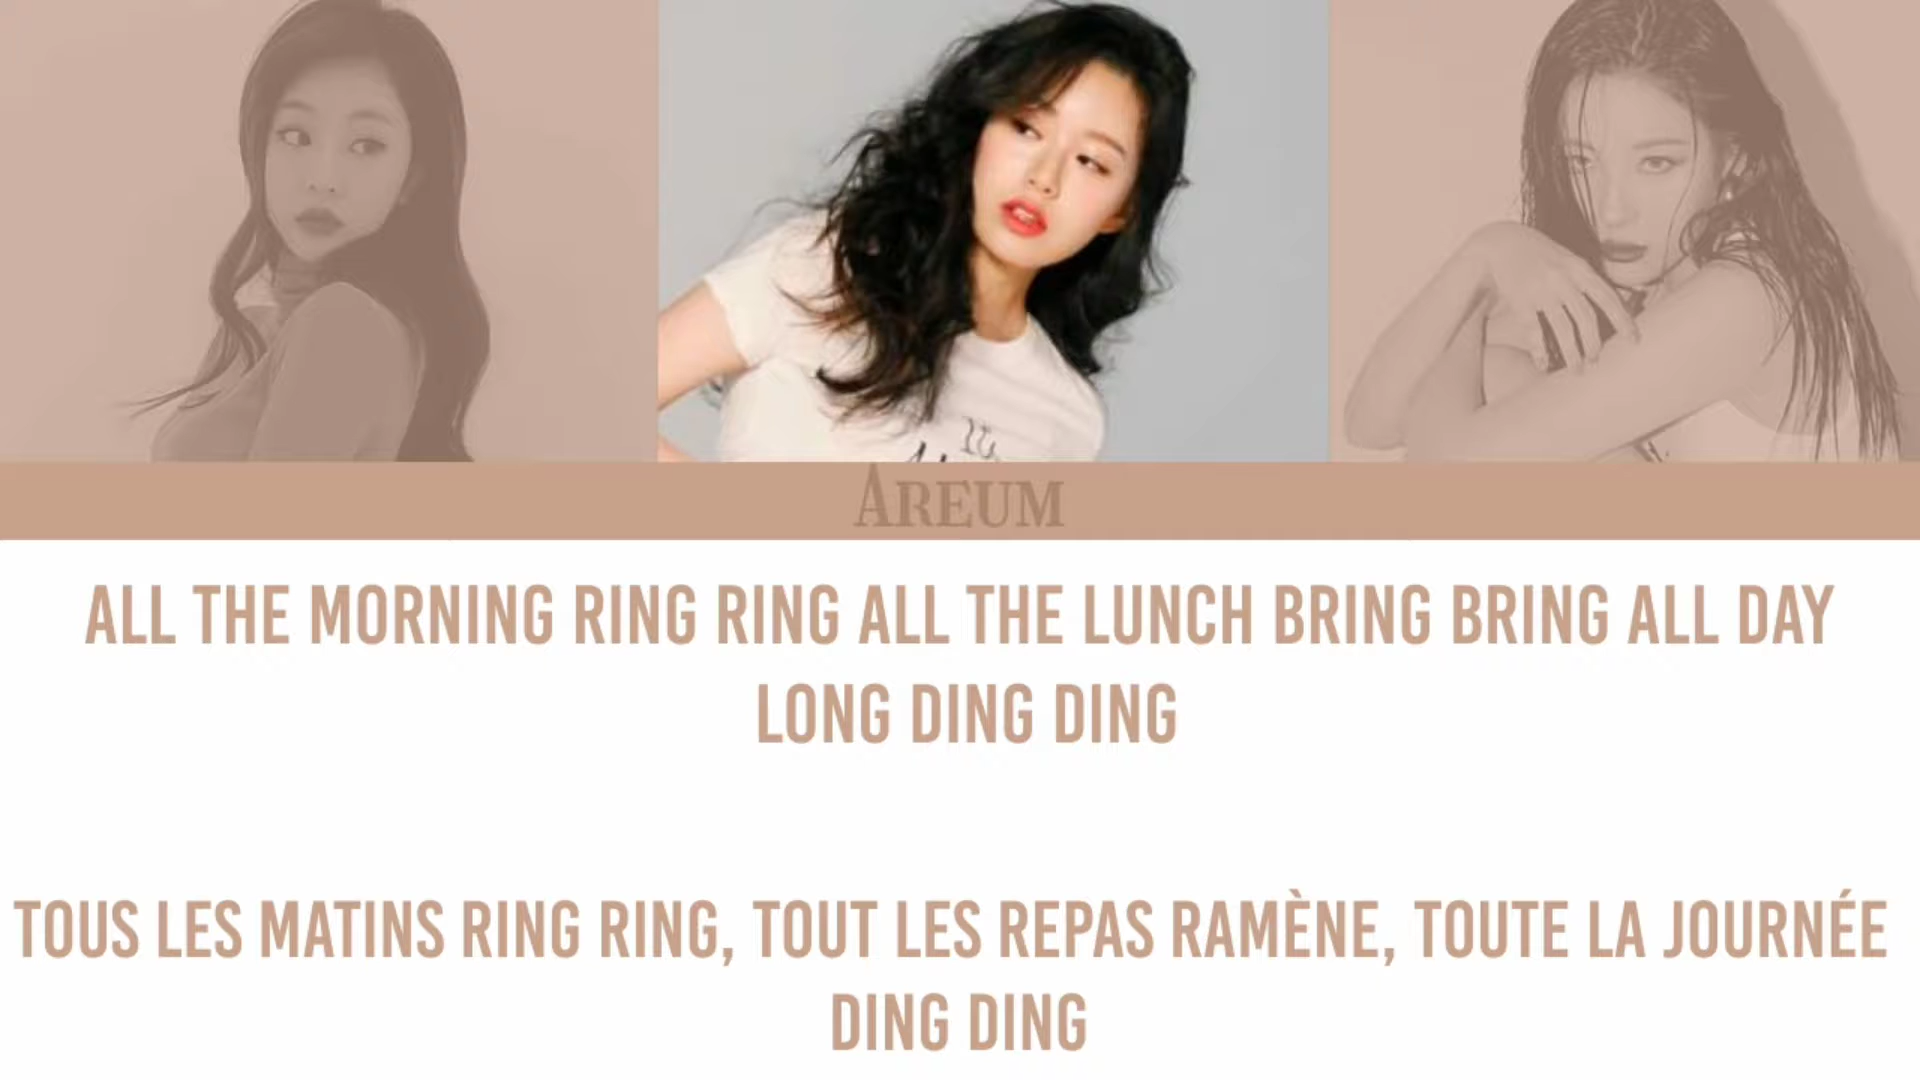 It
AREUM
ALL THE MORNING RING RING ALL THE LUNCH BRING BRING ALL DAY
LONG DING DING
TOUS LES MATINS RING RING, TOUT LES REPAS RAMÈNE, TOUTE LA JOURNÉE
DING DING